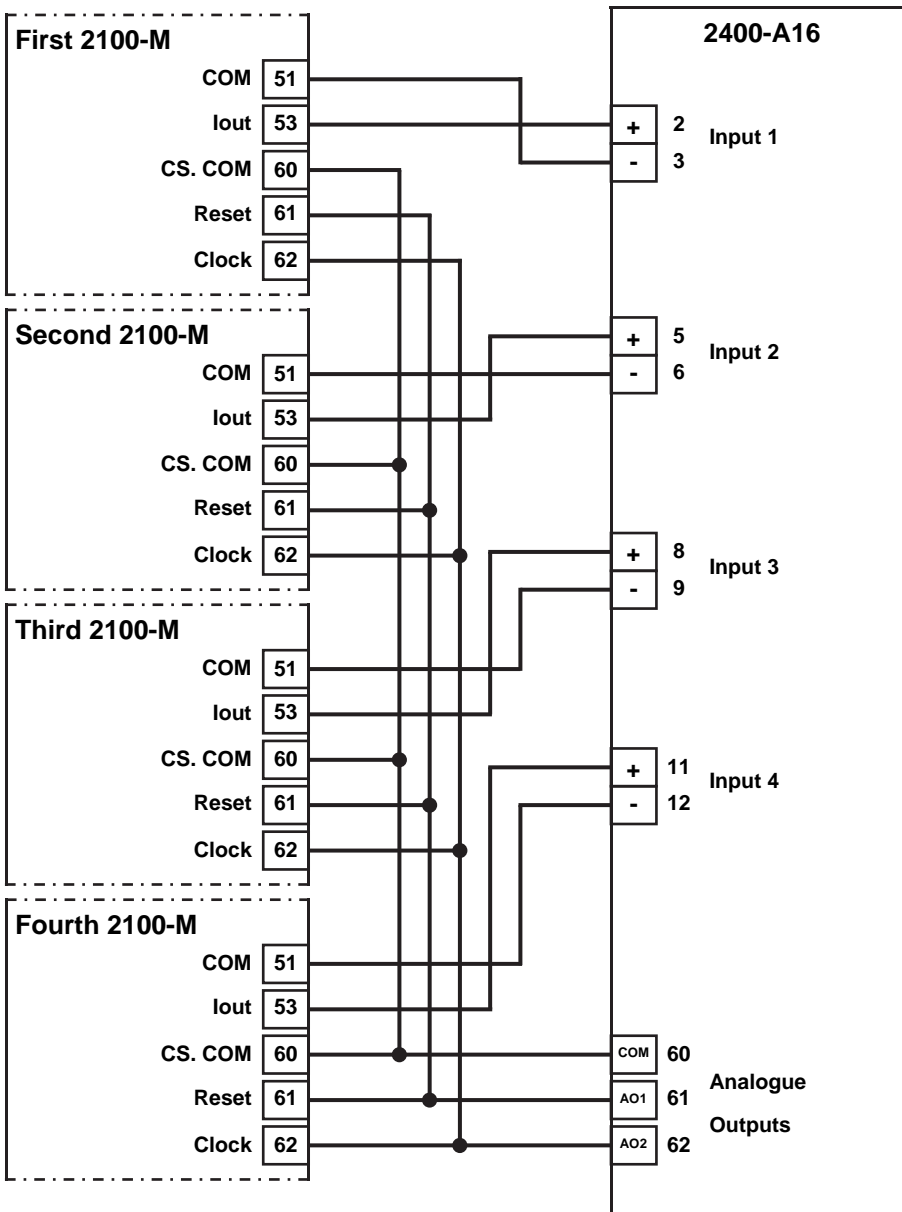 First 2100-M
COM 51
Iout 53
CS. COM 60
Reset 61
Clock 62
Second 2100-M
COM 51
Iout 53
CS. COM 60
Reset 61
Clock 62
Third 2100-M
COM 51
Iout 53
CS. COM 60
Reset 61
Clock 62
Fourth 2100-M
COM 51
Iout 53
CS. COM 60
Reset 61
Clock 62
2400-A16
+ 2
Input 1
- 3
+ 5
Input 2
- 6
+ 8
Input 3
- 9
+ 11
Input 4
- 12
COM 60
AO1 61
AO2 62
Analogue
Outputs